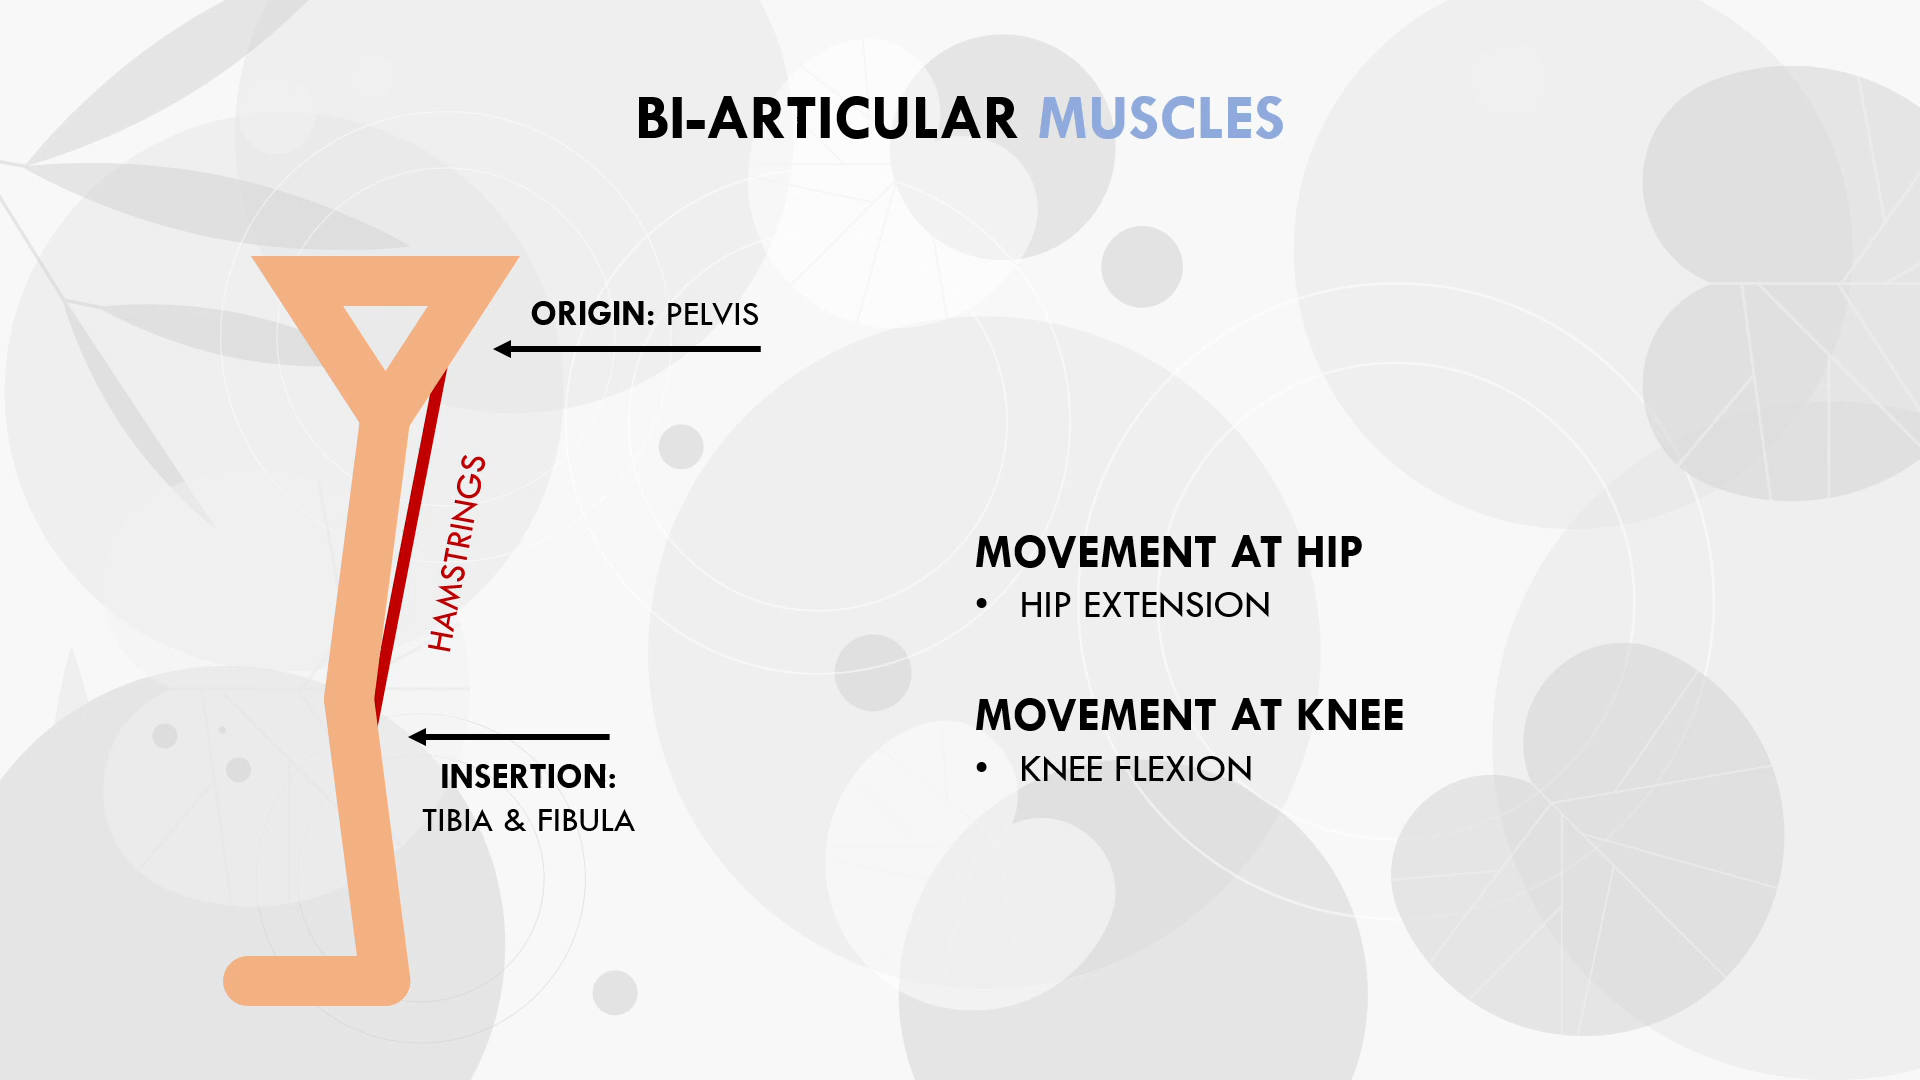 BI-ARTICULAR MUSCLES
ORIGIN: PELVIS
HAMSTRINGS
INSERTION:
TIBIA & FIBULA
MOVEMENT AT HIP
• HIP EXTENSION
MOVEMENT AT KNEE
• KNEE FLEXION